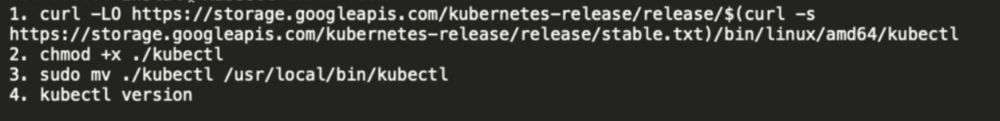 1. curl -LO https://storage.googleapis.com/kubernetes-release/release/$(curl -s
https://storage.googleapis.com/kubernetes-release/release/stable.txt)/bin/linux/amd64/kubectl
2. chmod +x ./kubectl
3. sudo mv ./kubectl /usr/local/bin/kubectl
4. kubectl version